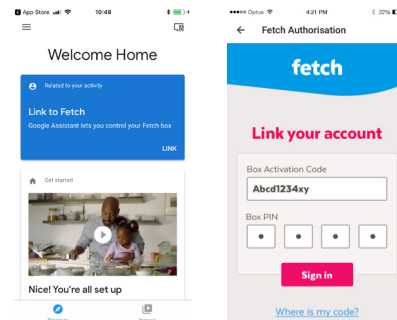 App Store
10:49
Welcome Home
Related to your activity
Link to Fetch
Google Assistant lets you control your Fetch box
LINK
Get started
Nice! You're all set up
Optus
4:21 PM
22%
Fetch Authorisation
fetch
Link your account
Box Activation Code
Abcd1234xy
Box PIN
Sign in
Where is my code?